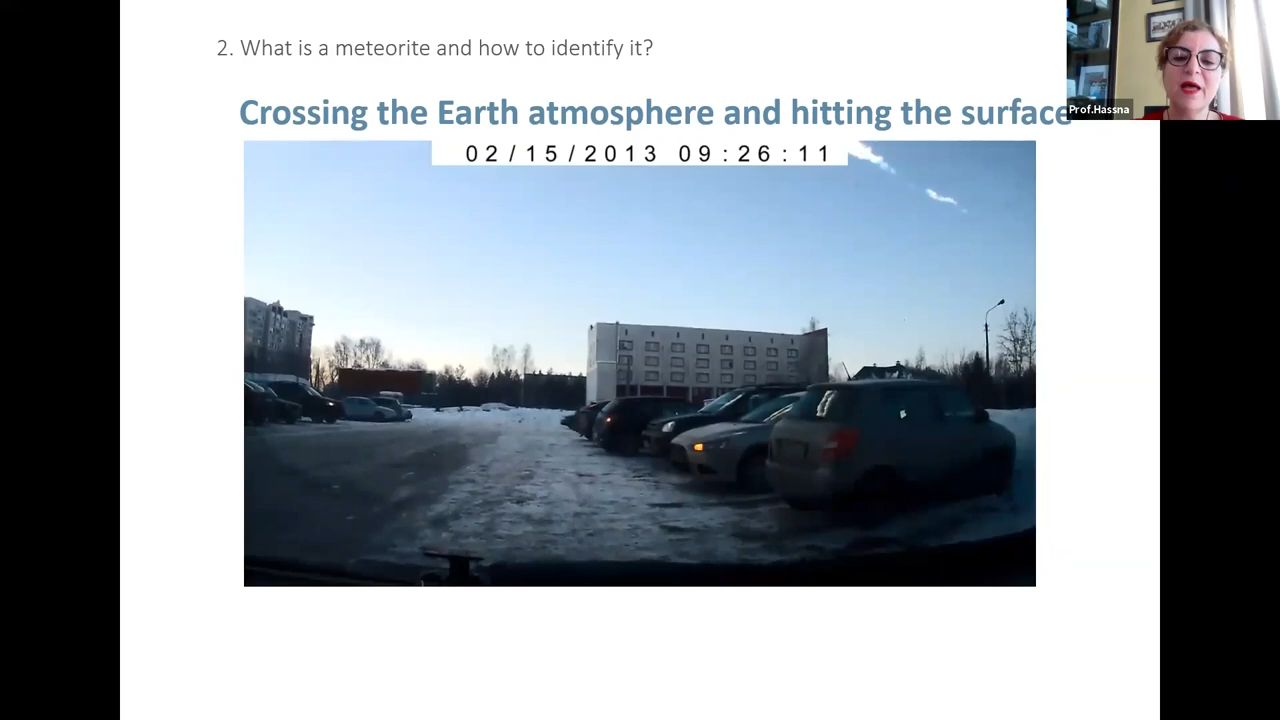 2. What is a meteorite and how to identify it?
Crossing the Earth atmosphere and hitting the surface
Prof.Hassna
02/15/2013 09:26:11